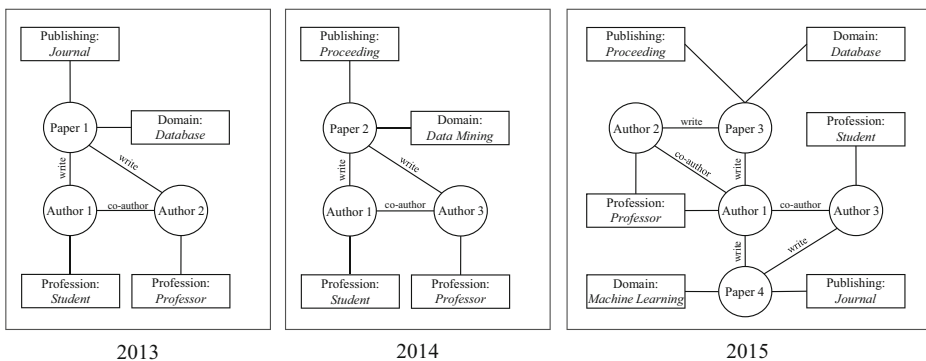 Publishing:
Journal
Paper 1
Domain:
Database
write
write
Author 1
co-author
Author 2
Profession:
Student
Profession:
Professor
2013
Publishing:
Proceeding
Paper 2
Domain:
Data Mining
write
write
Author 1
co-author
Author 3
Profession:
Student
Profession:
Professor
2014
Publishing:
Proceeding
Domain:
Database
Author 2
write
Paper 3
Profession:
Student
co-author
write
Profession:
Professor
Author 1
co-author
Author 3
write
write
Domain:
Machine Learning
Paper 4
Publishing:
Journal
2015